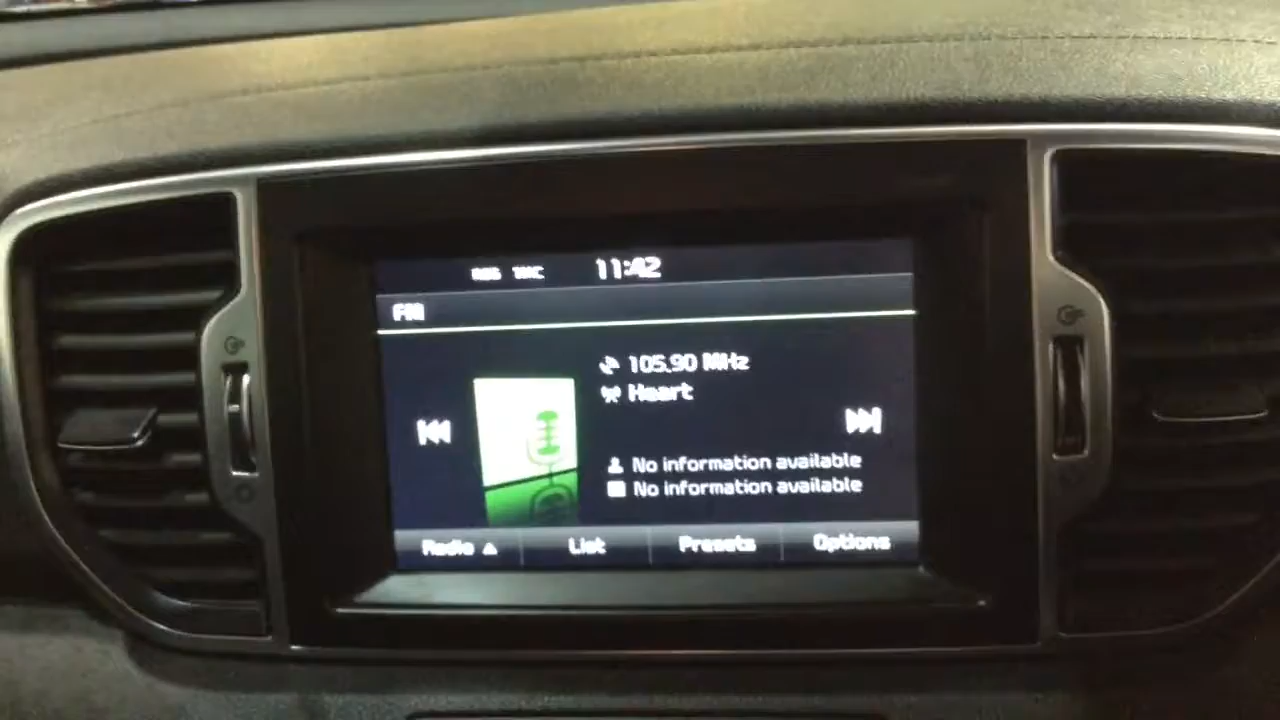 11:42
FM
105.90 MHz
Heart
No information available
No information available
Radio
List
Presets
Options